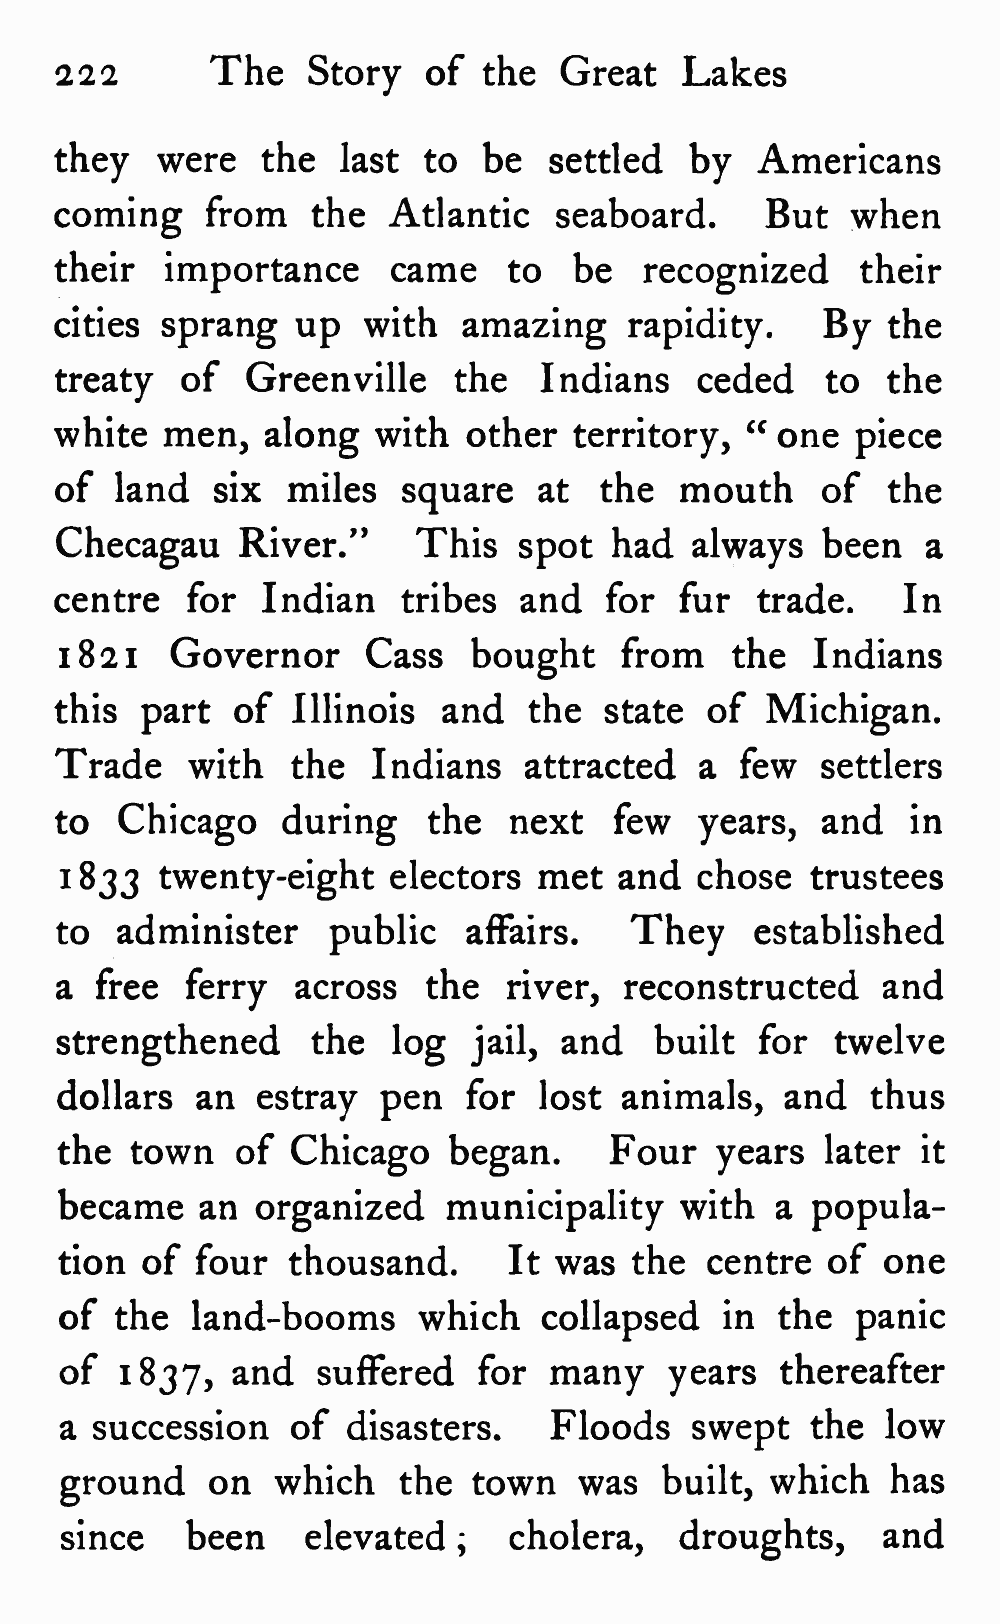 222 The Story of the Great Lakes
they were the last to be settled by Americans
coming from the Atlantic seaboard. But when
their importance came to be recognized their
cities sprang up with amazing rapidity. By the
treaty of Greenville the Indians ceded to the
white men, along with other territory, “ one piece
of land six miles square at the mouth of the
Checagau River.” This spot had always been a
centre for Indian tribes and for fur trade. In
1821 Governor Cass bought from the Indians
this part of Illinois and the state of Michigan.
Trade with the Indians attracted a few settlers
to Chicago during the next few years, and in
1833 twenty-eight electors met and chose trustees
to administer public affairs. They established
a free ferry across the river, reconstructed and
strengthened the log jail, and built for twelve
dollars an estray pen for lost animals, and thus
the town of Chicago began. Four years later it
became an organized municipality with a popula-
tion of four thousand. It was the centre of one
of the land-booms which collapsed in the panic
of 1837, and suffered for many years thereafter
a succession of disasters. Floods swept the low
ground on which the town was built, which has
since been elevated ; cholera, droughts, and